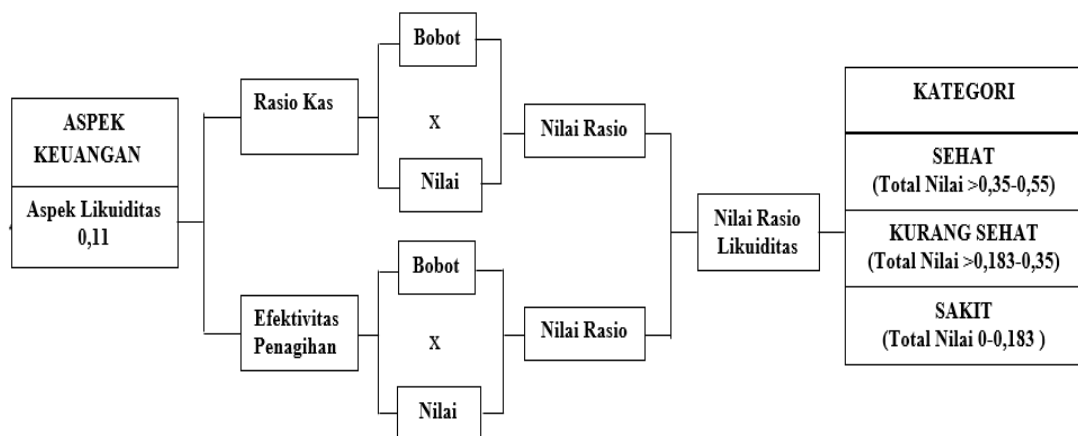 ASPEK
KEUANGAN
Aspek Likuiditas
0,11
Rasio Kas
Bobot
X
Nilai
Nilai Rasio
Efektivitas
Penagihan
Bobot
X
Nilai
Nilai Rasio
Nilai Rasio
Likuiditas
KATEGORI
SEHAT
(Total Nilai >0,35-0,55)
KURANG SEHAT
(Total Nilai >0,183-0,35)
SAKIT
(Total Nilai 0-0,183 )